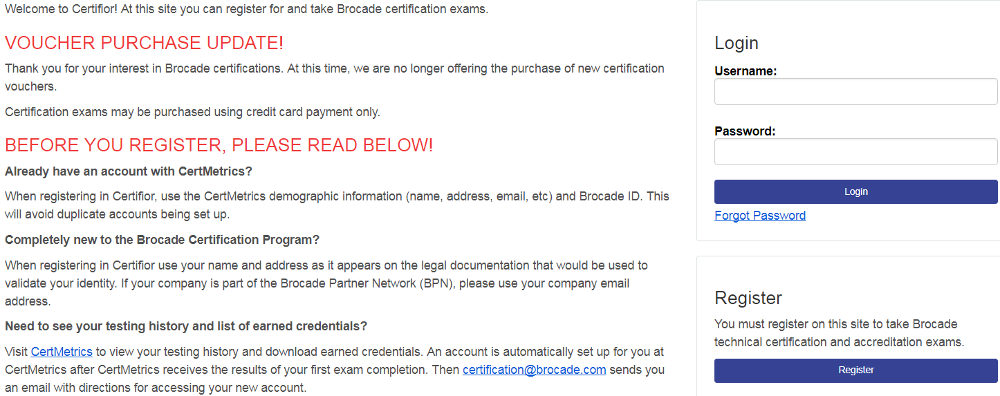 Welcome to Certifior! At this site you can register for and take Brocade certification exams.
VOUCHER PURCHASE UPDATE!
Thank you for your interest in Brocade certifications. At this time, we are no longer offering the purchase of new certification
vouchers.
Certification exams may be purchased using credit card payment only.
BEFORE YOU REGISTER, PLEASE READ BELOW!
Already have an account with CertMetrics?
When registering in Certifior, use the CertMetrics demographic information (name, address, email, etc) and Brocade ID. This
will avoid duplicate accounts being set up.
Completely new to the Brocade Certification Program?
When registering in Certifior use your name and address as it appears on the legal documentation that would be used to
validate your identity. If your company is part of the Brocade Partner Network (BPN), please use your company email
address.
Need to see your testing history and list of earned credentials?
Visit CertMetrics to view your testing history and download earned credentials. An account is automatically set up for you at
CertMetrics after CertMetrics receives the results of your first exam completion. Then certification@brocade.com sends you
an email with directions for accessing your new account.
Login
Username:
Password:
Login
Forgot Password
Register
You must register on this site to take Brocade
technical certification and accreditation exams.
Register